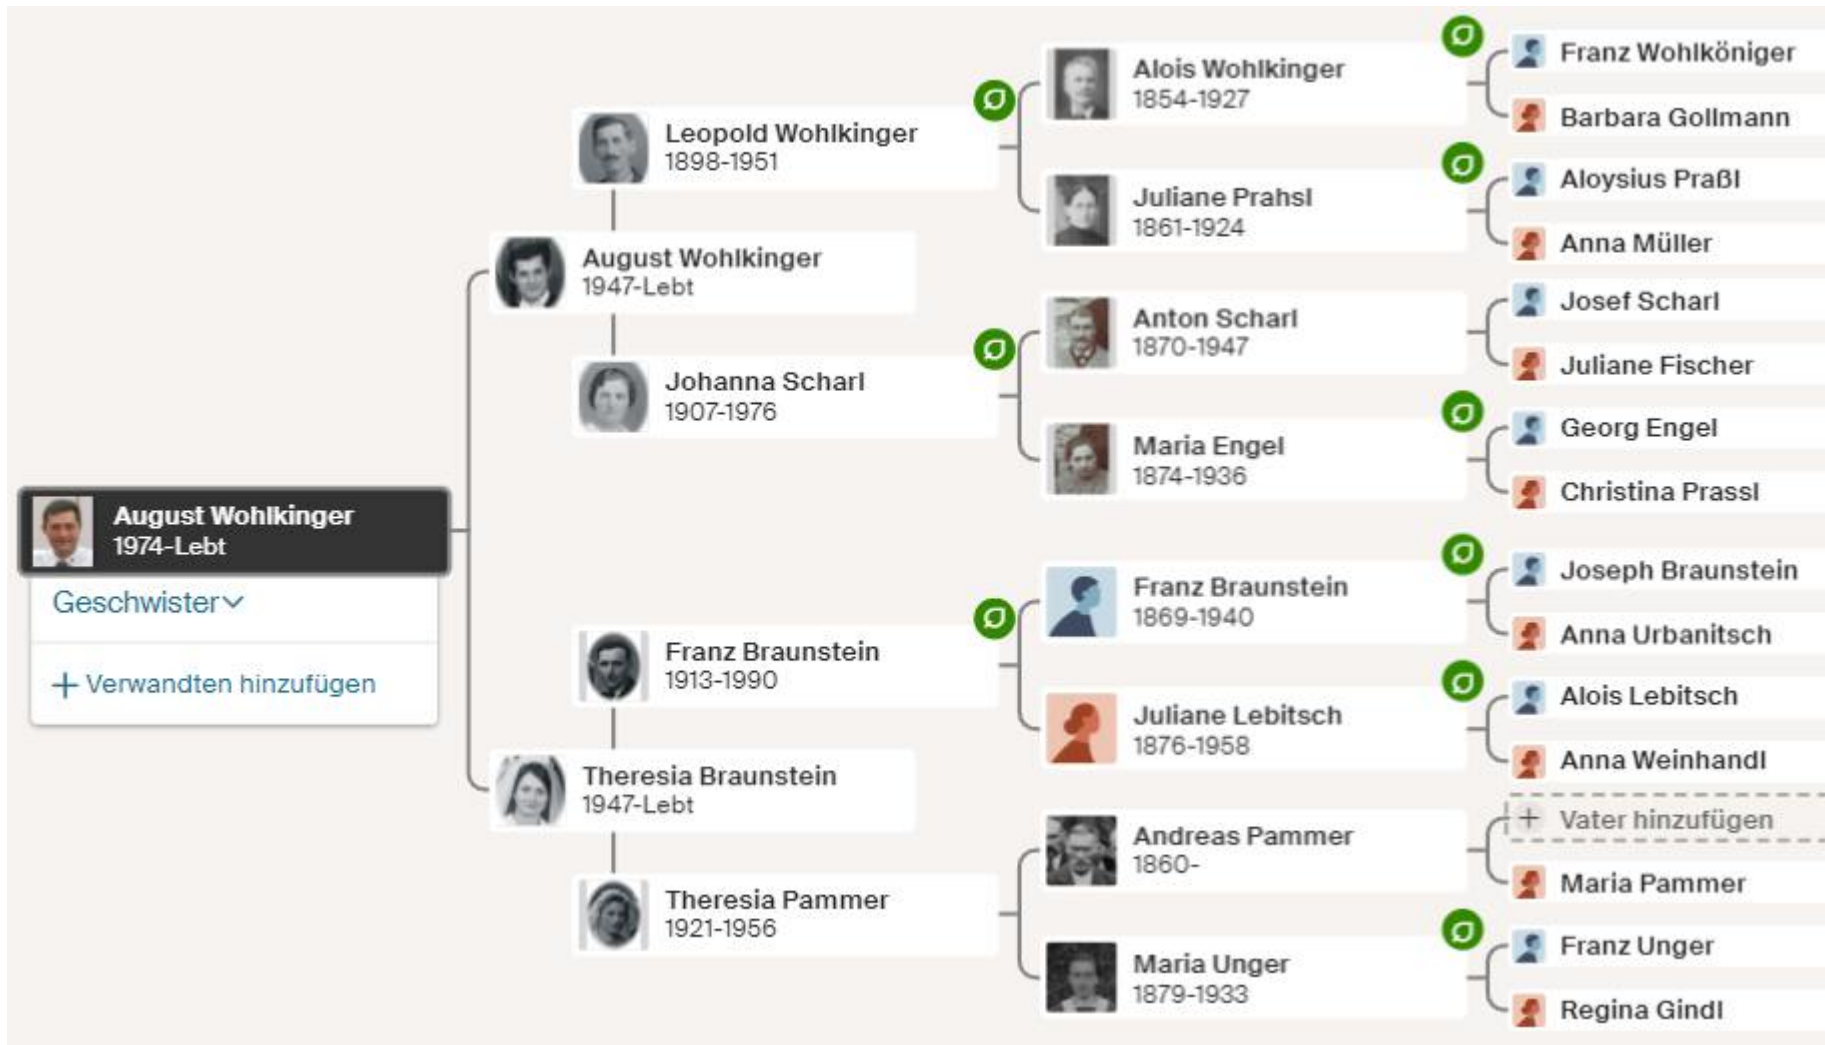 August Wohlkinger
1974-Lebt
Geschwister
Verwandten hinzufügen
August Wohlkinger
1947-Lebt
Theresia Braunstein
1947-Lebt
Leopold Wohlkinger
1898-1951
Johanna Scharl
1907-1976
Franz Braunstein
1913-1990
Theresia Pammer
1921-1956
Alois Wohlkinger
1854-1927
Juliane Prahsl
1861-1924
Anton Scharl
1870-1947
Maria Engel
1874-1936
Franz Braunstein
1869-1940
Juliane Lebitsch
1876-1958
Andreas Pammer
1860-
Maria Unger
1879-1933
Franz Wohlköniger
Barbara Gollmann
Aloysius Praßl
Anna Müller
Josef Scharl
Juliane Fischer
Georg Engel
Christina Prassl
Joseph Braunstein
Anna Urbanitsch
Alois Lebitsch
Anna Weinhandl
Vater hinzufügen
Maria Pammer
Franz Unger
Regina Gindl